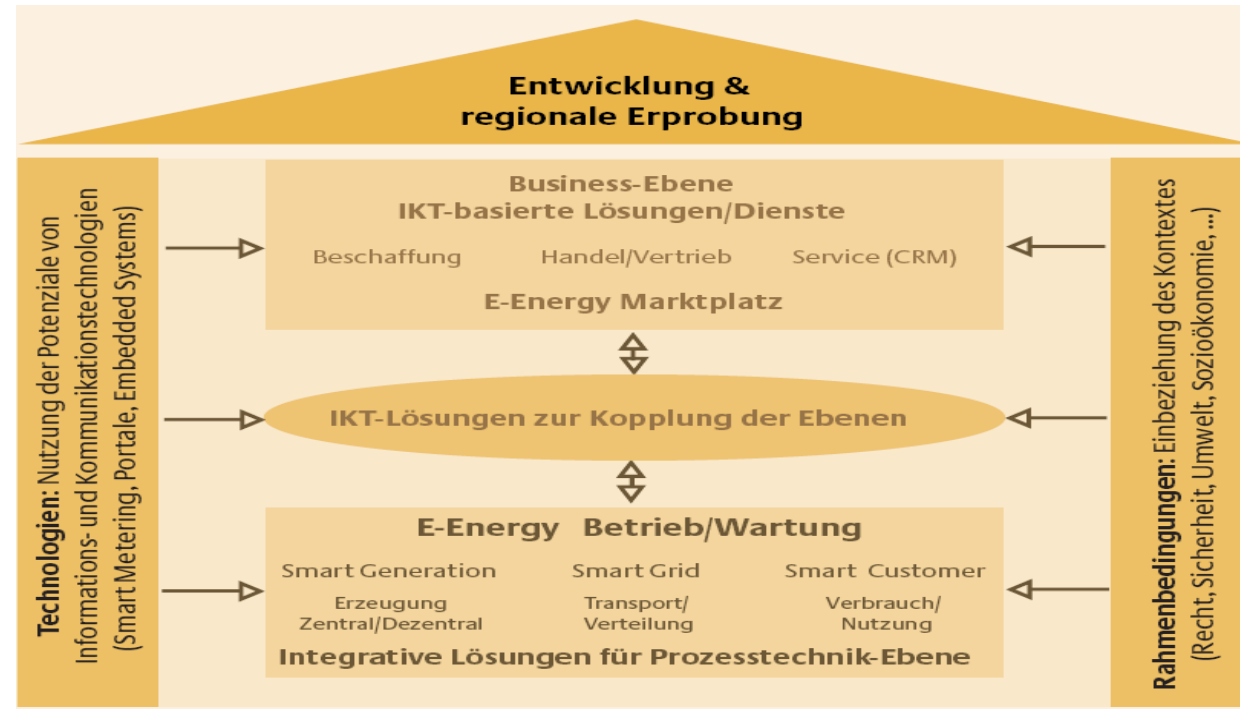 Entwicklung &
regionale Erprobung
Technologien: Nutzung der Potenziale von
Informations- und Kommunikationstechnologien
(Smart Metering, Portale, Embedded Systems)
Business-Ebene
IKT-basierte Lösungen/Dienste
Beschaffung Handel/Vertrieb Service (CRM)
E-Energy Marktplatz
IKT-Lösungen zur Kopplung der Ebenen
E-Energy Betrieb/Wartung
Smart Generation Smart Grid Smart Customer
Erzeugung Transport/ Verbrauch/
Zentral/Dezentral Verteilung Nutzung
Integrative Lösungen für Prozesstechnik-Ebene
Rahmenbedingungen: Einbeziehung des Kontextes
(Recht, Sicherheit, Umwelt, Sozioökonomie, ...)